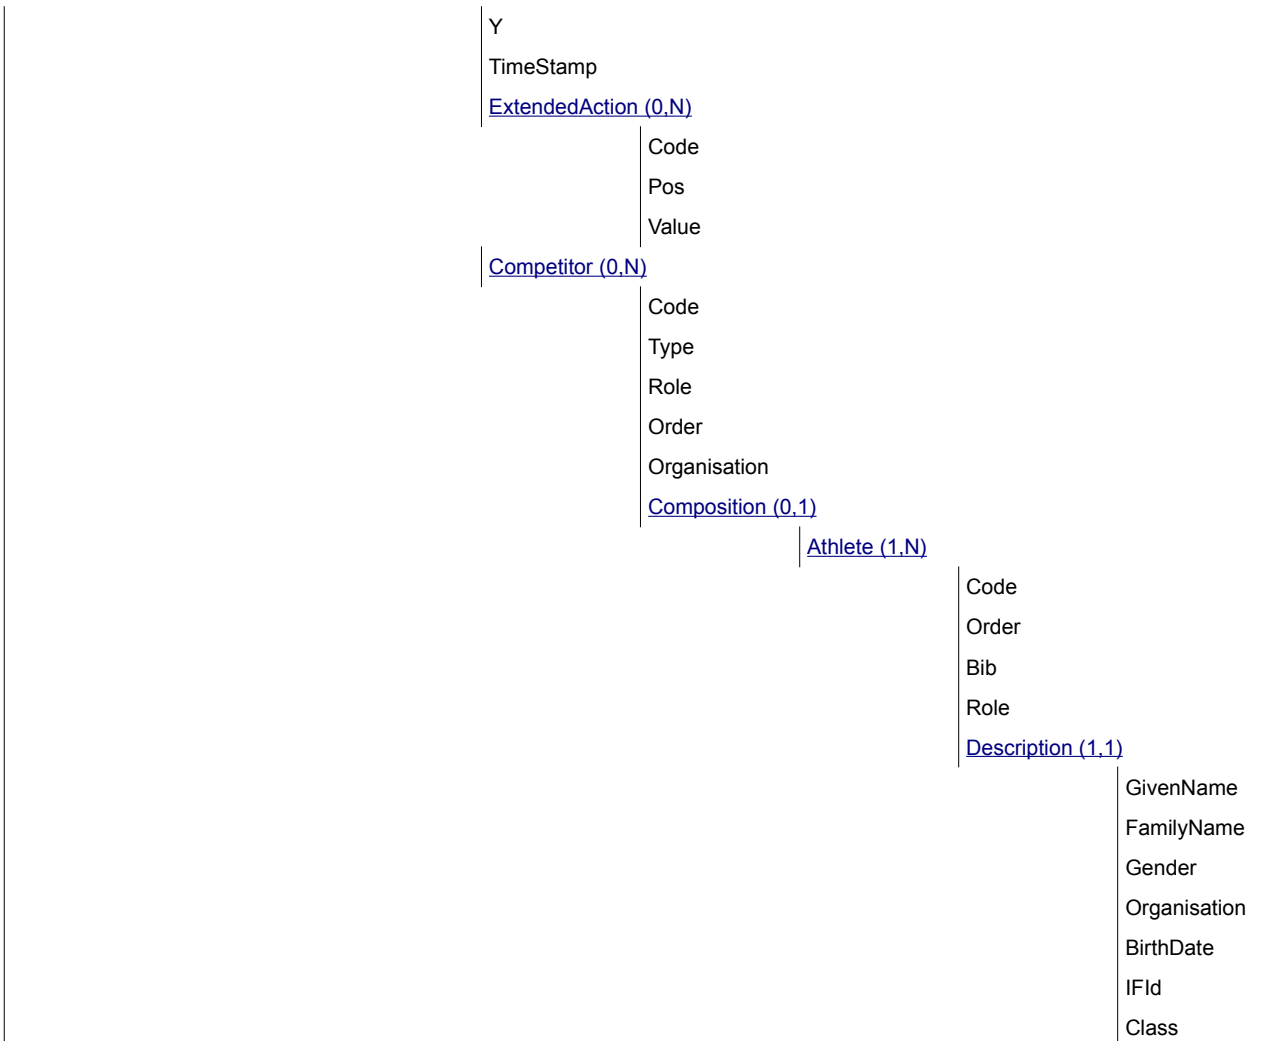 Y
TimeStamp
ExtendedAction (0,N)
Code
Pos
Value
Competitor (0,N)
Code
Type
Role
Order
Organisation
Composition (0,1)
Athlete (1,N)
Code
Order
Bib
Role
Description (1,1)
GivenName
FamilyName
Gender
Organisation
BirthDate
IFId
Class